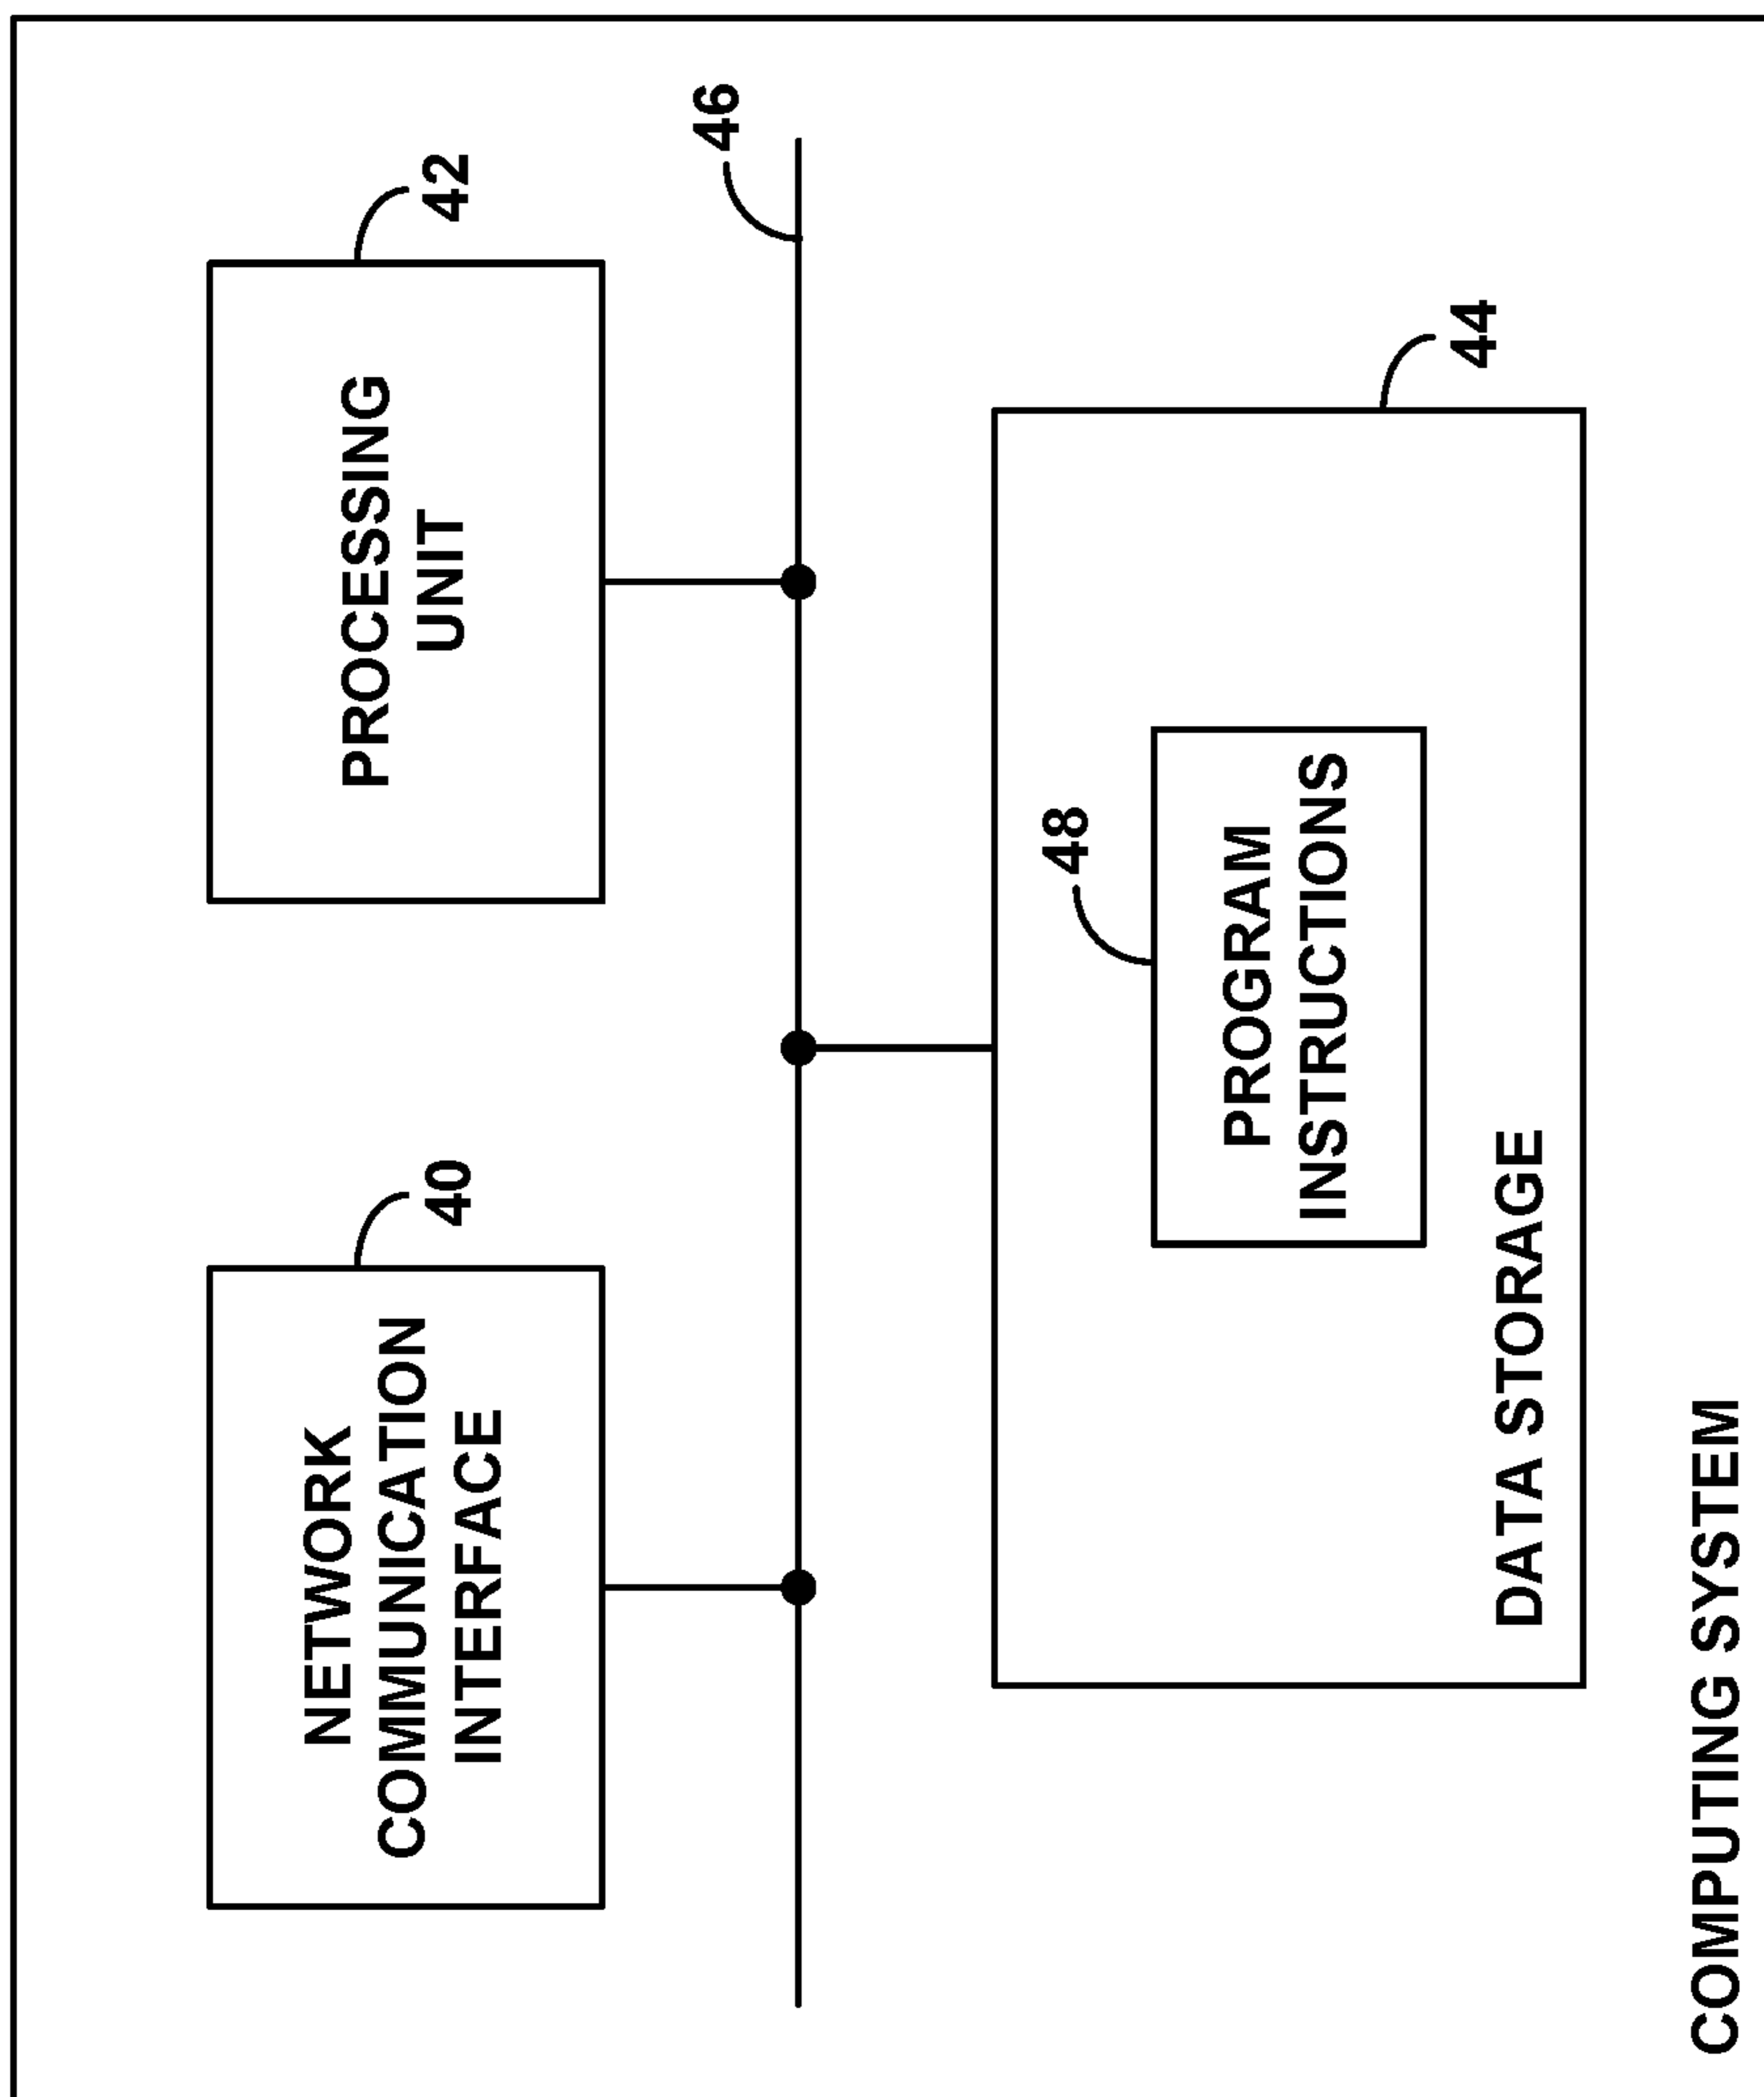 NETWORK
COMMUNICATION
INTERFACE
40
PROCESSING
UNIT
42
46
48
PROGRAM
INSTRUCTIONS
44
DATA STORAGE
COMPUTING SYSTEM